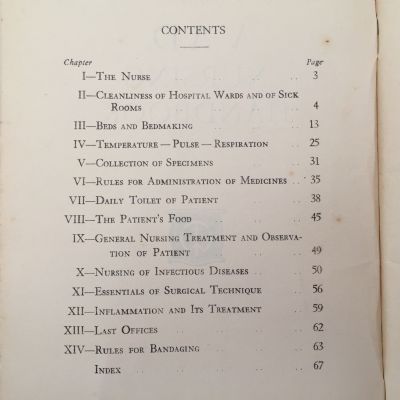 CONTENTS
Chapter Page
I—The Nurse .. .. 3
II—Cleanliness of Hospital Wards and of Sick
Rooms .. .. .. 4
III—Beds and Bedmaking .. .. 13
IV—Temperature — Pulse — Respiration .. 25
V—Collection of Specimens .. .. 31
VI—Rules for Administration of Medicines .. 35
VII—Daily Toilet of Patient .. .. 38
VIII—The Patient's Food .. .. 45
IX—General Nursing Treatment and Observa-
tion of Patient .. .. 49
X—Nursing of Infectious Diseases .. .. 50
XI—Essentials of Surgical Technique .. 56
XII—Inflammation and Its Treatment .. 59
XIII—Last Offices .. .. .. 62
XIV—Rules for Bandaging .. .. 63
Index .. .. .. .. 67